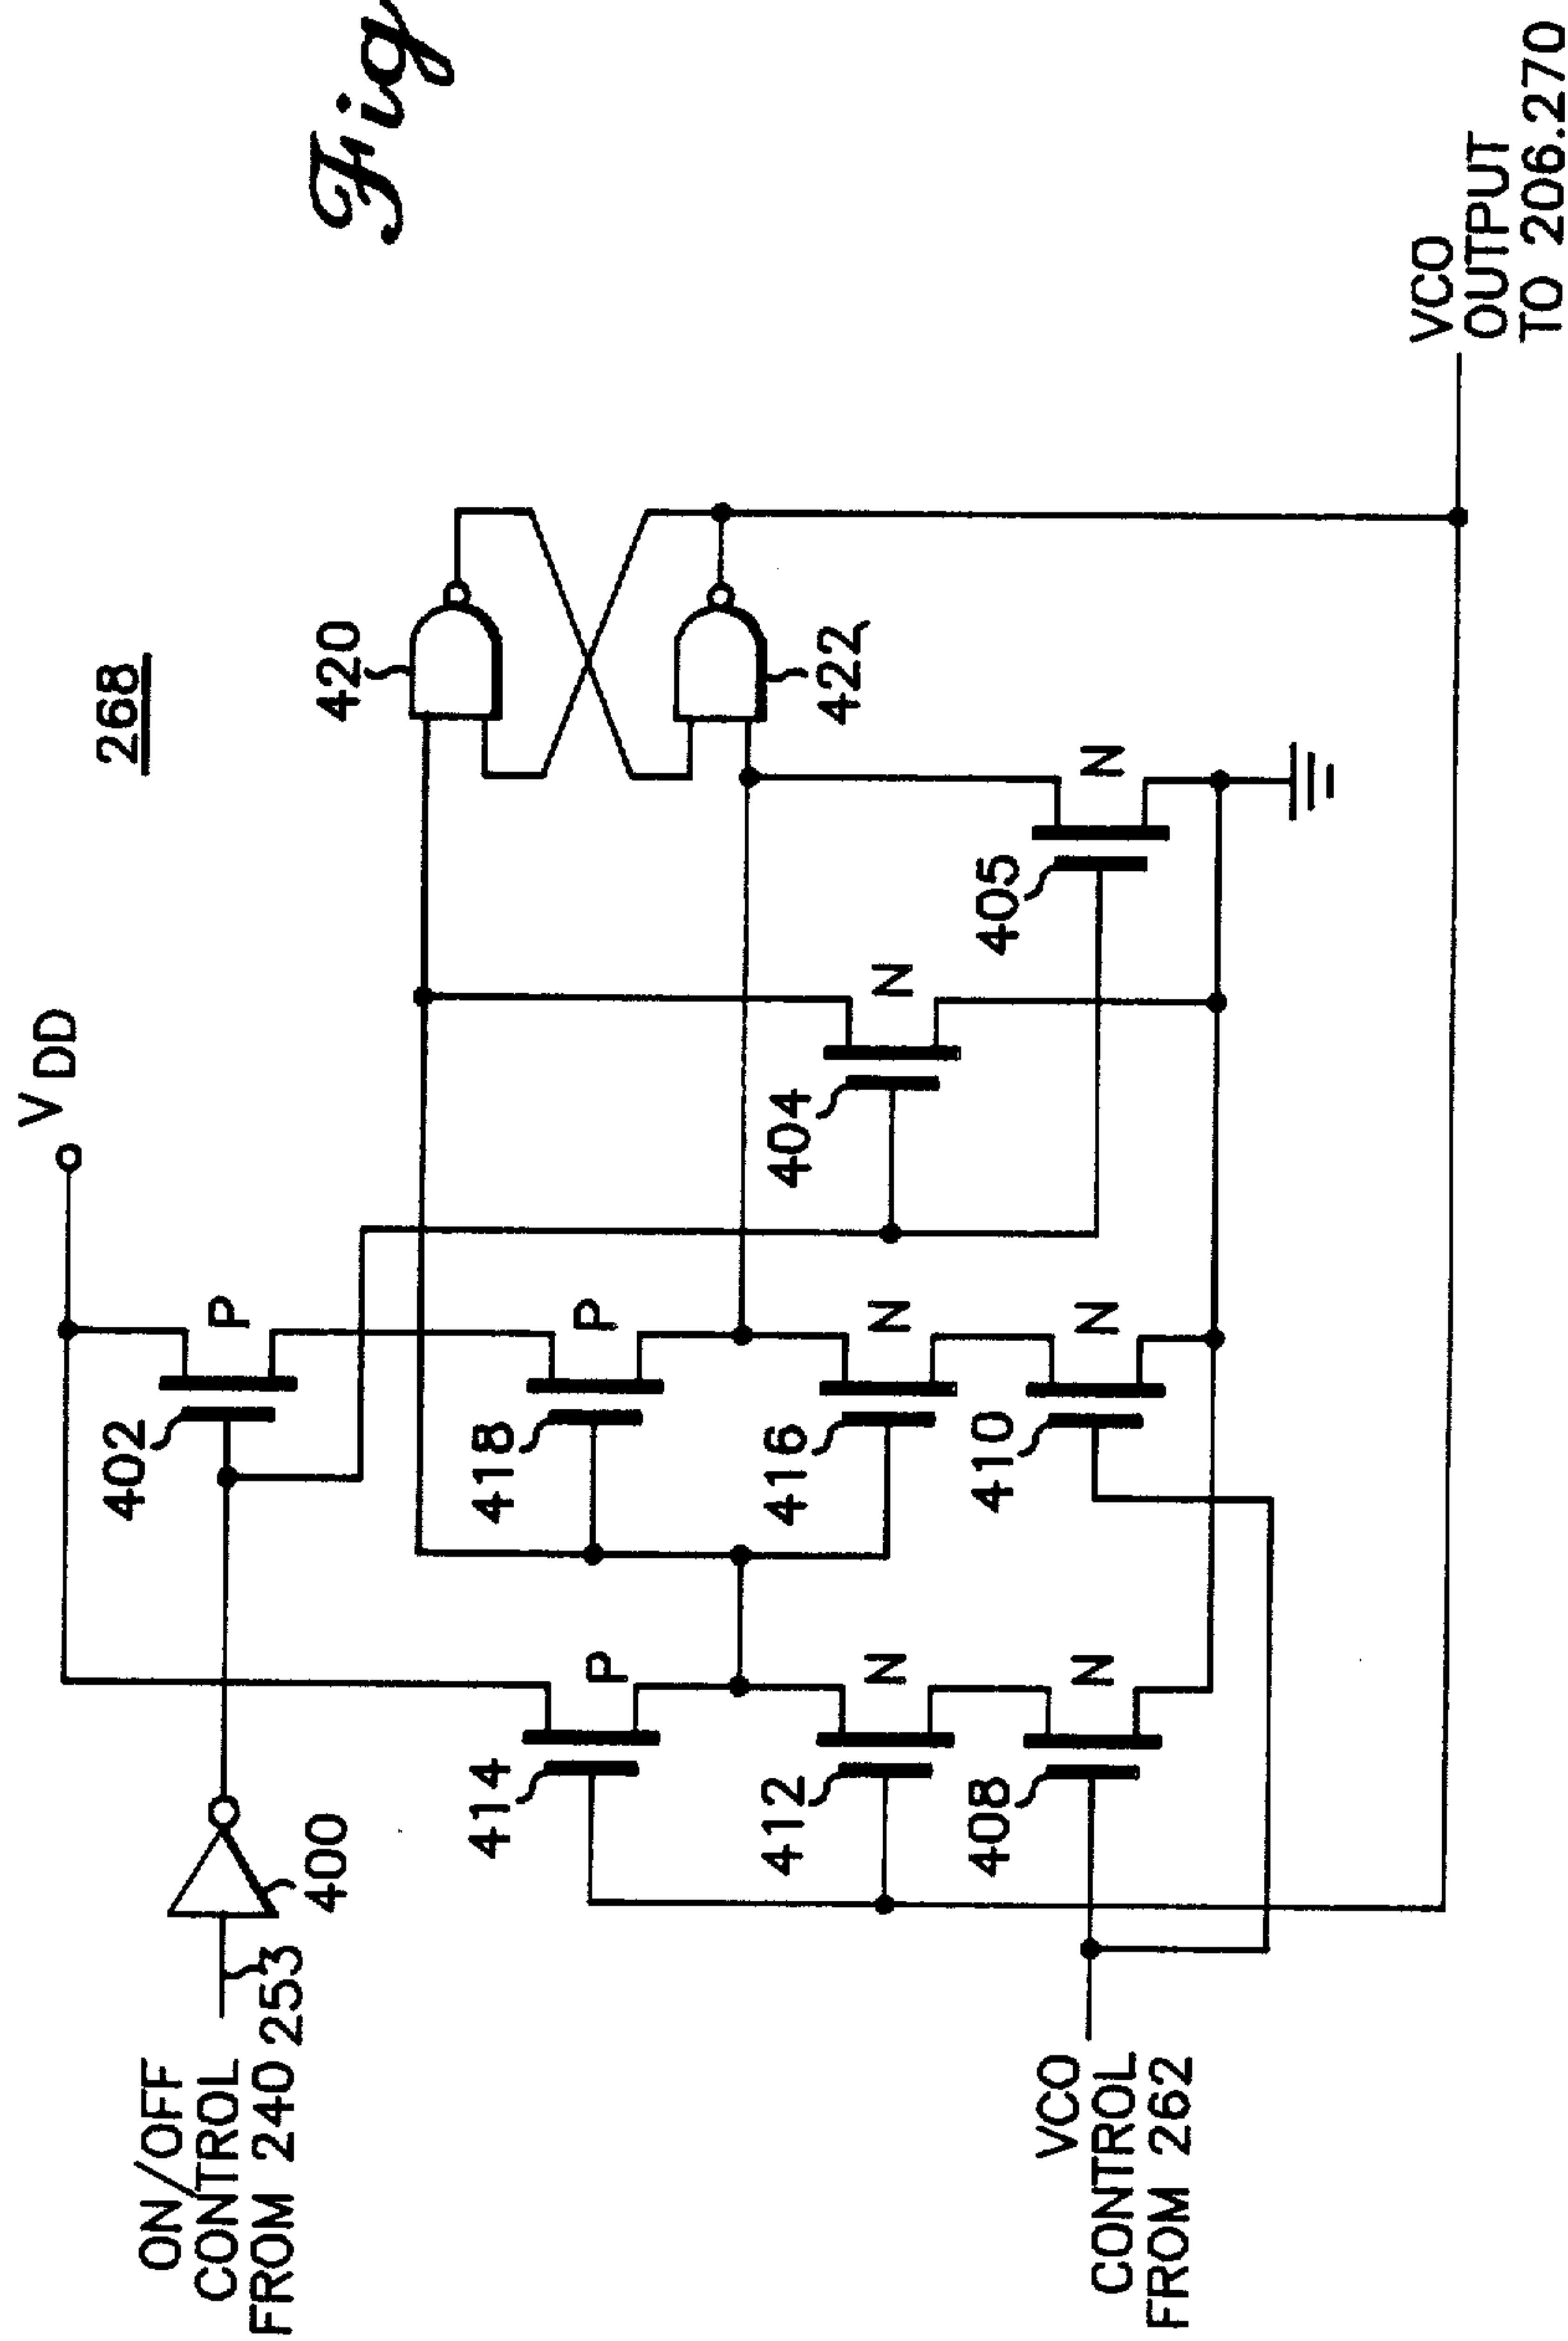 268
Fig
V DD
ON/OFF
CONTROL
FROM 240
253
400
402
P
414
P
418
P
420
422
412
N
416
N
404
N
408
N
410
N
405
N
VCO
CONTROL
FROM 262
VCO
OUTPUT
TO 206.270